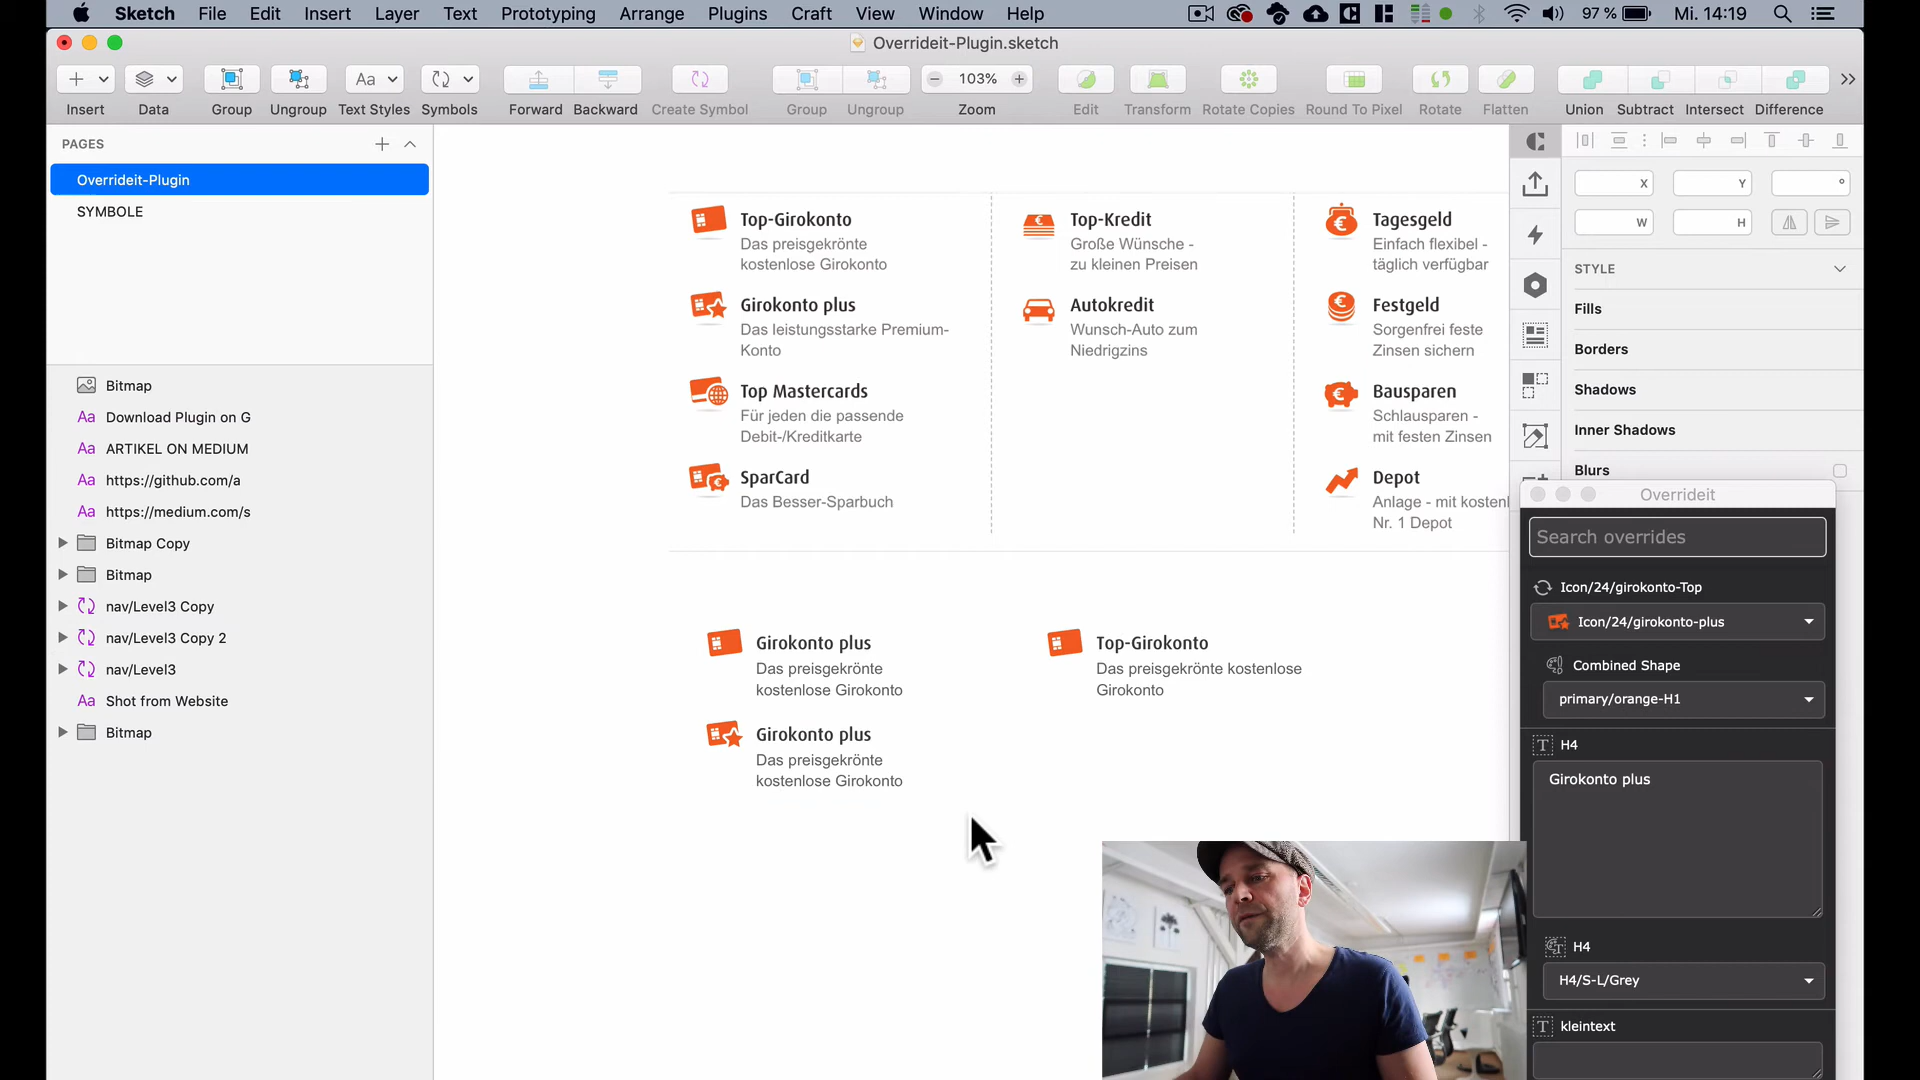 Sketch File Edit Insert Layer Text Prototyping Arrange Plugins Craft View Window Help 97 % Mi. 14:19
Overrideit-Plugin.sketch
Aa 103%
Insert Data Group Ungroup Text Styles Symbols Forward Backward Create Symbol Group Ungroup Zoom Edit Transform Rotate Copies Round To Pixel Rotate Flatten Union Subtract Intersect Difference
PAGES
Overrideit-Plugin
SYMBOLE
Bitmap
Aa Download Plugin on G
Aa ARTIKEL ON MEDIUM
Aa https://github.com/a
Aa https://medium.com/s
Bitmap Copy
Bitmap
nav/Level3 Copy
nav/Level3 Copy 2
nav/Level3
Aa Shot from Website
Bitmap
Top-Girokonto
Das preisgekrönte
kostenlose Girokonto
Girokonto plus
Das leistungsstarke Premium-
Konto
Top Mastercards
Für jeden die passende
Debit-/Kreditkarte
SparCard
Das Besser-Sparbuch
Top-Kredit
Große Wünsche -
zu kleinen Preisen
Autokredit
Wunsch-Auto zum
Niedrigzins
Tagesgeld
Einfach flexibel -
täglich verfügbar
Festgeld
Sorgenfrei feste
Zinsen sichern
Bausparen
Schlausparen -
mit festen Zinsen
Depot
Anlage - mit kostenl
Nr. 1 Depot
Girokonto plus
Das preisgekrönte
kostenlose Girokonto
Girokonto plus
Das preisgekrönte
kostenlose Girokonto
Top-Girokonto
Das preisgekrönte kostenlose
Girokonto
X Y °
W H
STYLE
Fills
Borders
Shadows
Inner Shadows
Blurs
Overrideit
Search overrides
Icon/24/girokonto-Top
Icon/24/girokonto-plus
Combined Shape
primary/orange-H1
T H4
Girokonto plus
H4
H4/S-L/Grey
T kleintext